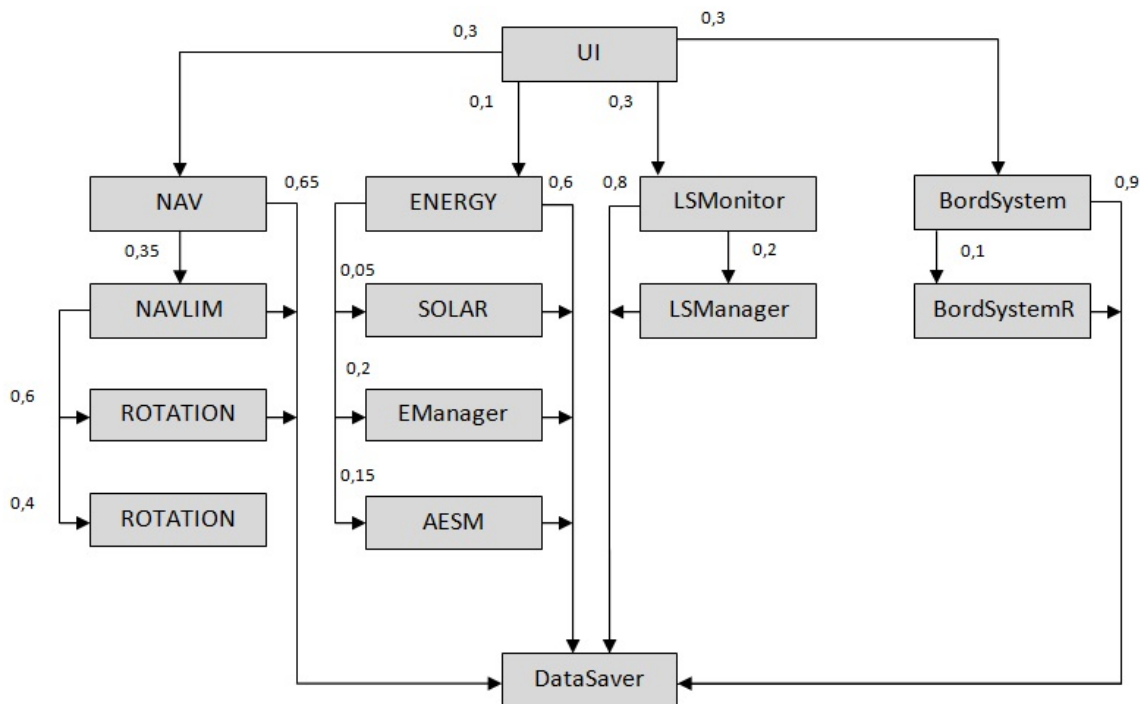 0,3
0,3
UI
0,1
0,3
NAV
0,65
ENERGY
0,6
0,8
LSMonitor
BordSystem
0,9
0,35
0,05
0,2
0,1
NAVLIM
SOLAR
LSManager
BordSystemR
0,2
0,6
ROTATION
EManager
0,15
0,4
ROTATION
AESM
DataSaver